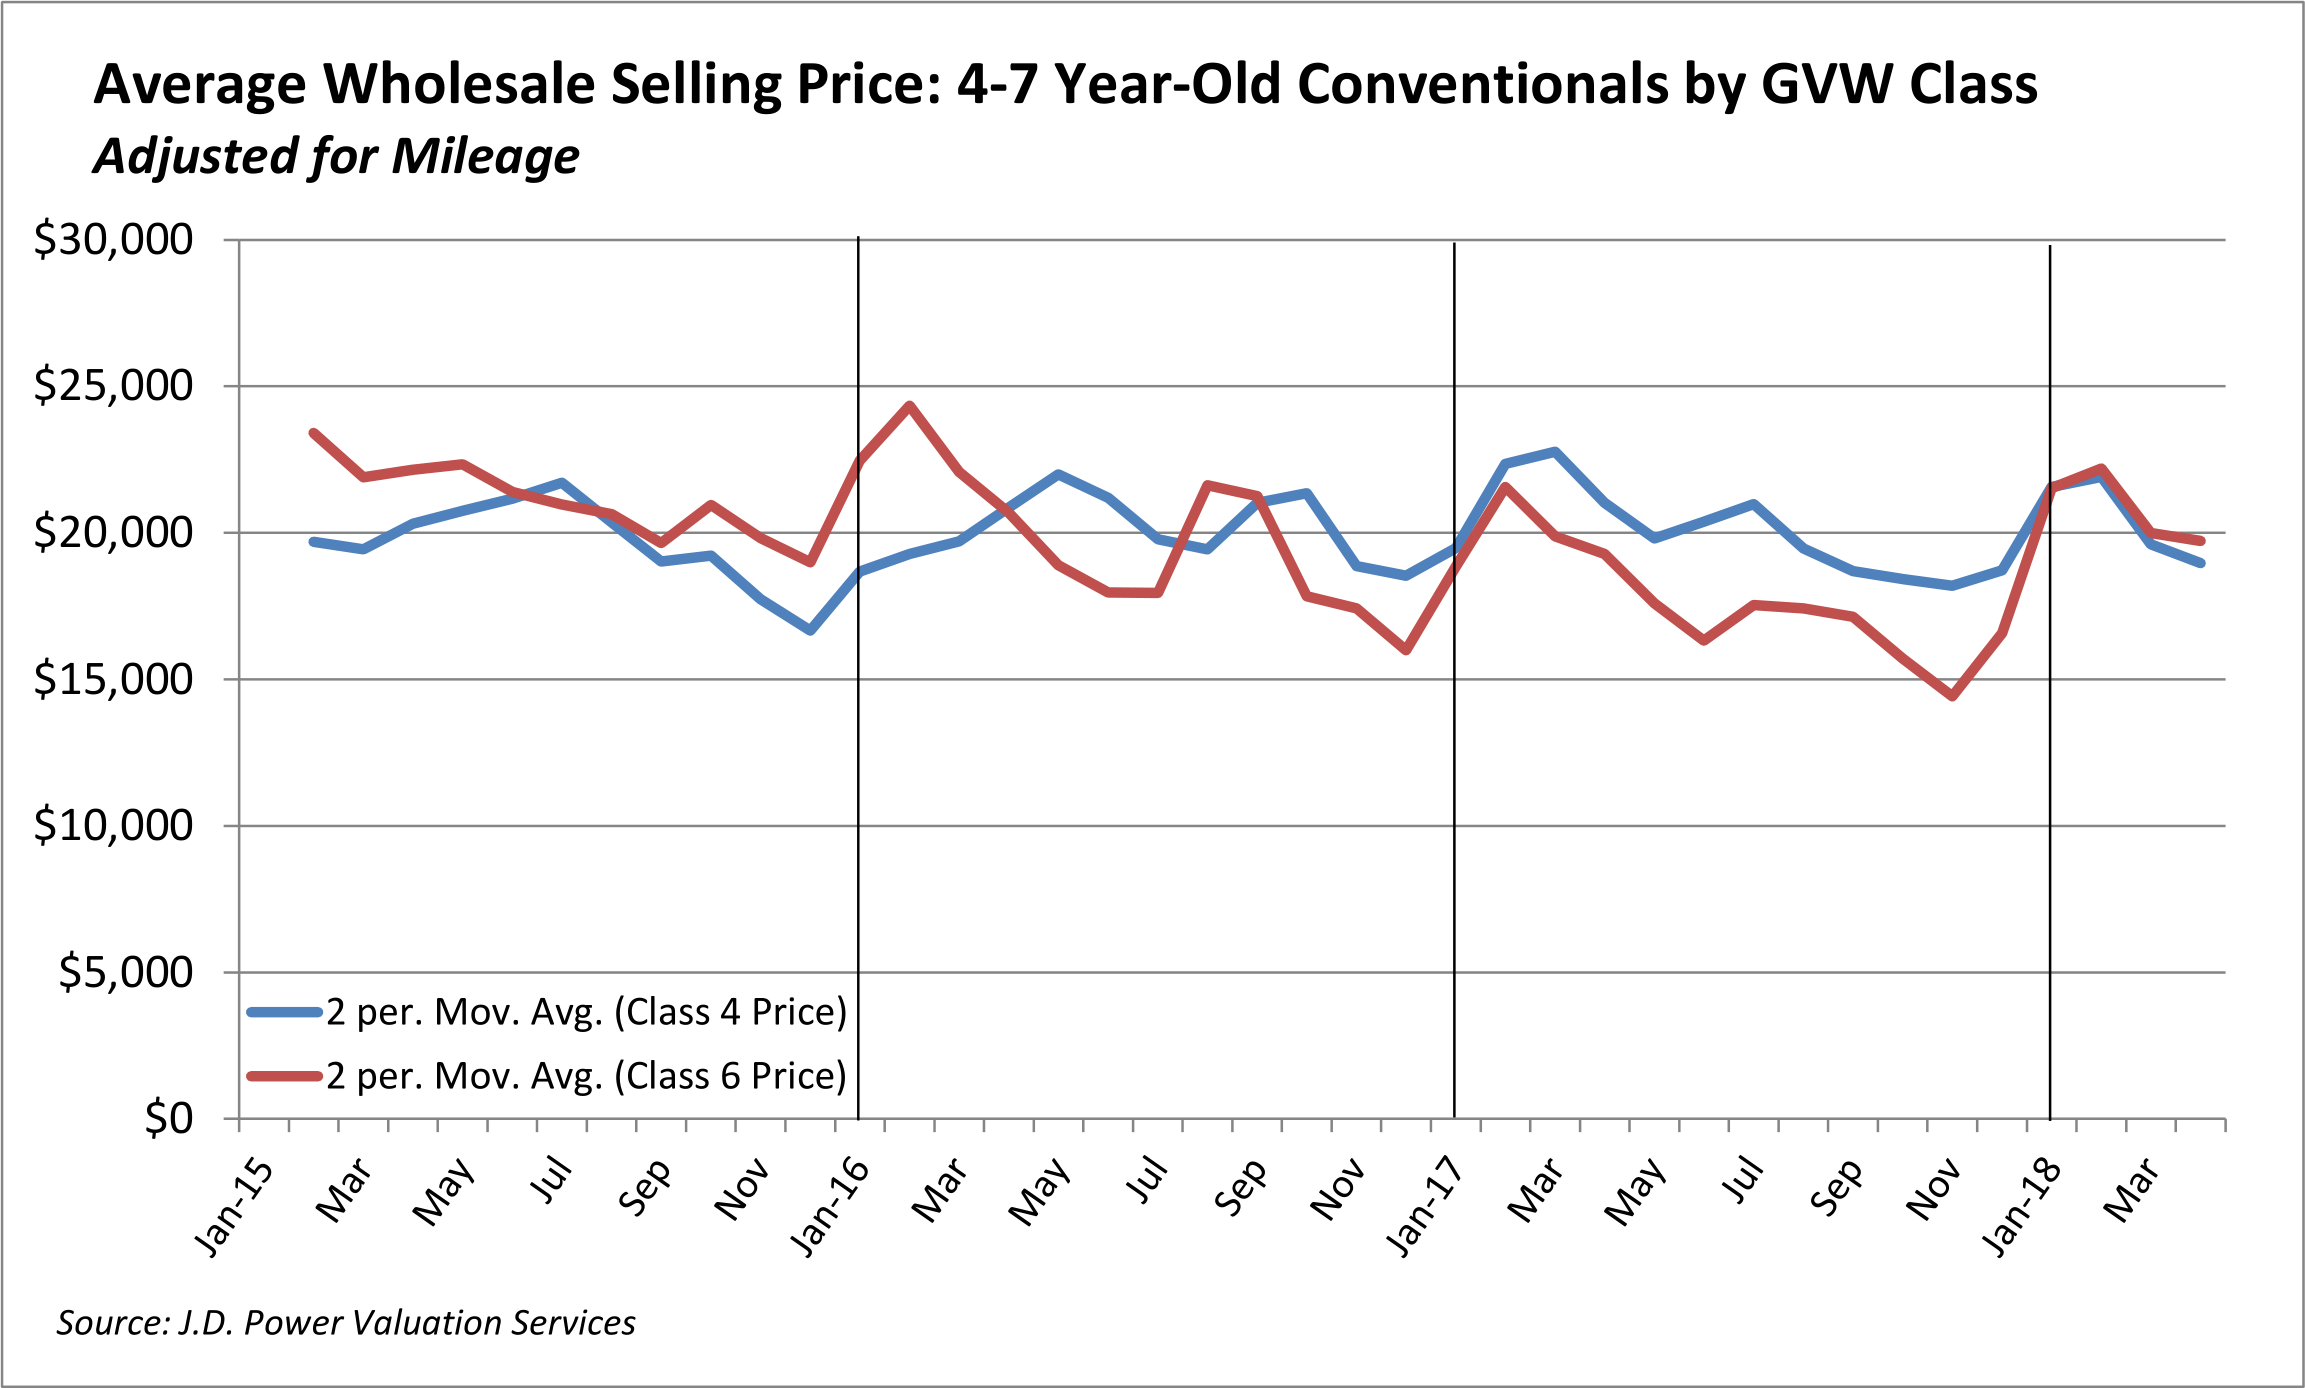 Average Wholesale Selling Price: 4-7 Year-Old Conventionals by GVW Class
Adjusted for Mileage
$30,000
$25,000
$20,000
$15,000
$10,000
$5,000
$0
2 per. Mov. Avg. (Class 4 Price)
2 per. Mov. Avg. (Class 6 Price)
Jan-15
Mar
May
Jul
Sep
Nov
Jan-16
Mar
May
Jul
Sep
Nov
Jan-17
Mar
May
Jul
Sep
Nov
Jan-18
Mar
Source: J.D. Power Valuation Services